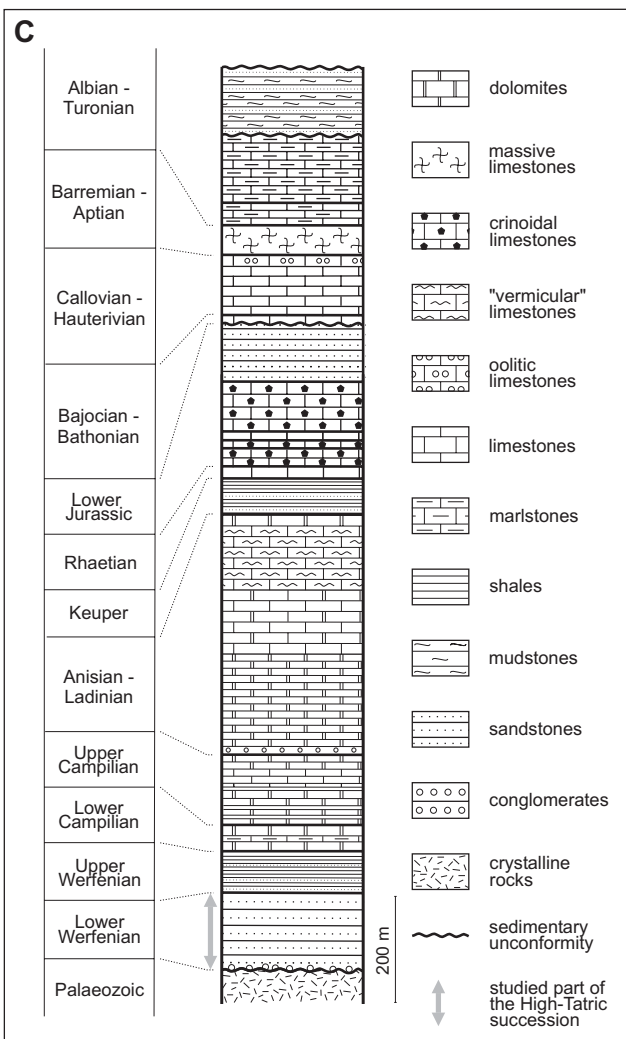 C
Albian -
Turonian
Barremian -
Aptian
Callovian -
Hauterivian
Bajocian -
Bathonian
Lower
Jurassic
Rhaetian
Keuper
Anisian -
Ladinian
Upper
Campilian
Lower
Campilian
Upper
Werfenian
Lower
Werfenian
Palaeozoic
200 m
dolomites
massive
limestones
crinoidal
limestones
"vermicular"
limestones
oolitic
limestones
limestones
marlstones
shales
mudstones
sandstones
conglomerates
crystalline
rocks
sedimentary
unconformity
studied part of
the High-Tatric
succession